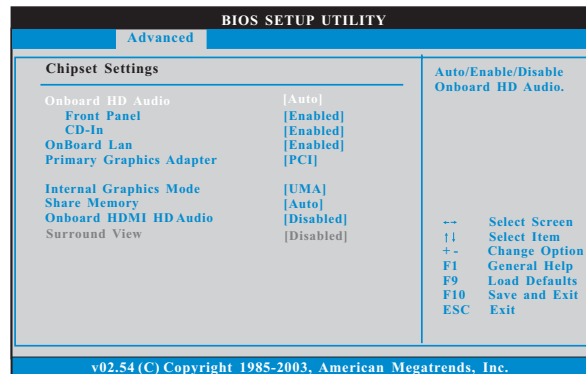 BIOS SETUP UTILITY
Advanced
Chipset Settings
Onboard HD Audio [Auto]
Front Panel [Enabled]
CD-In [Enabled]
OnBoard Lan [Enabled]
Primary Graphics Adapter [PCI]
Internal Graphics Mode [UMA]
Share Memory [Auto]
Onboard HDMI HD Audio [Disabled]
Surround View [Disabled]
Auto/Enable/Disable
Onboard HD Audio.
←→ Select Screen
↑↓ Select Item
+ - Change Option
F1 General Help
F9 Load Defaults
F10 Save and Exit
ESC Exit
v02.54 (C) Copyright 1985-2003, American Megatrends, Inc.